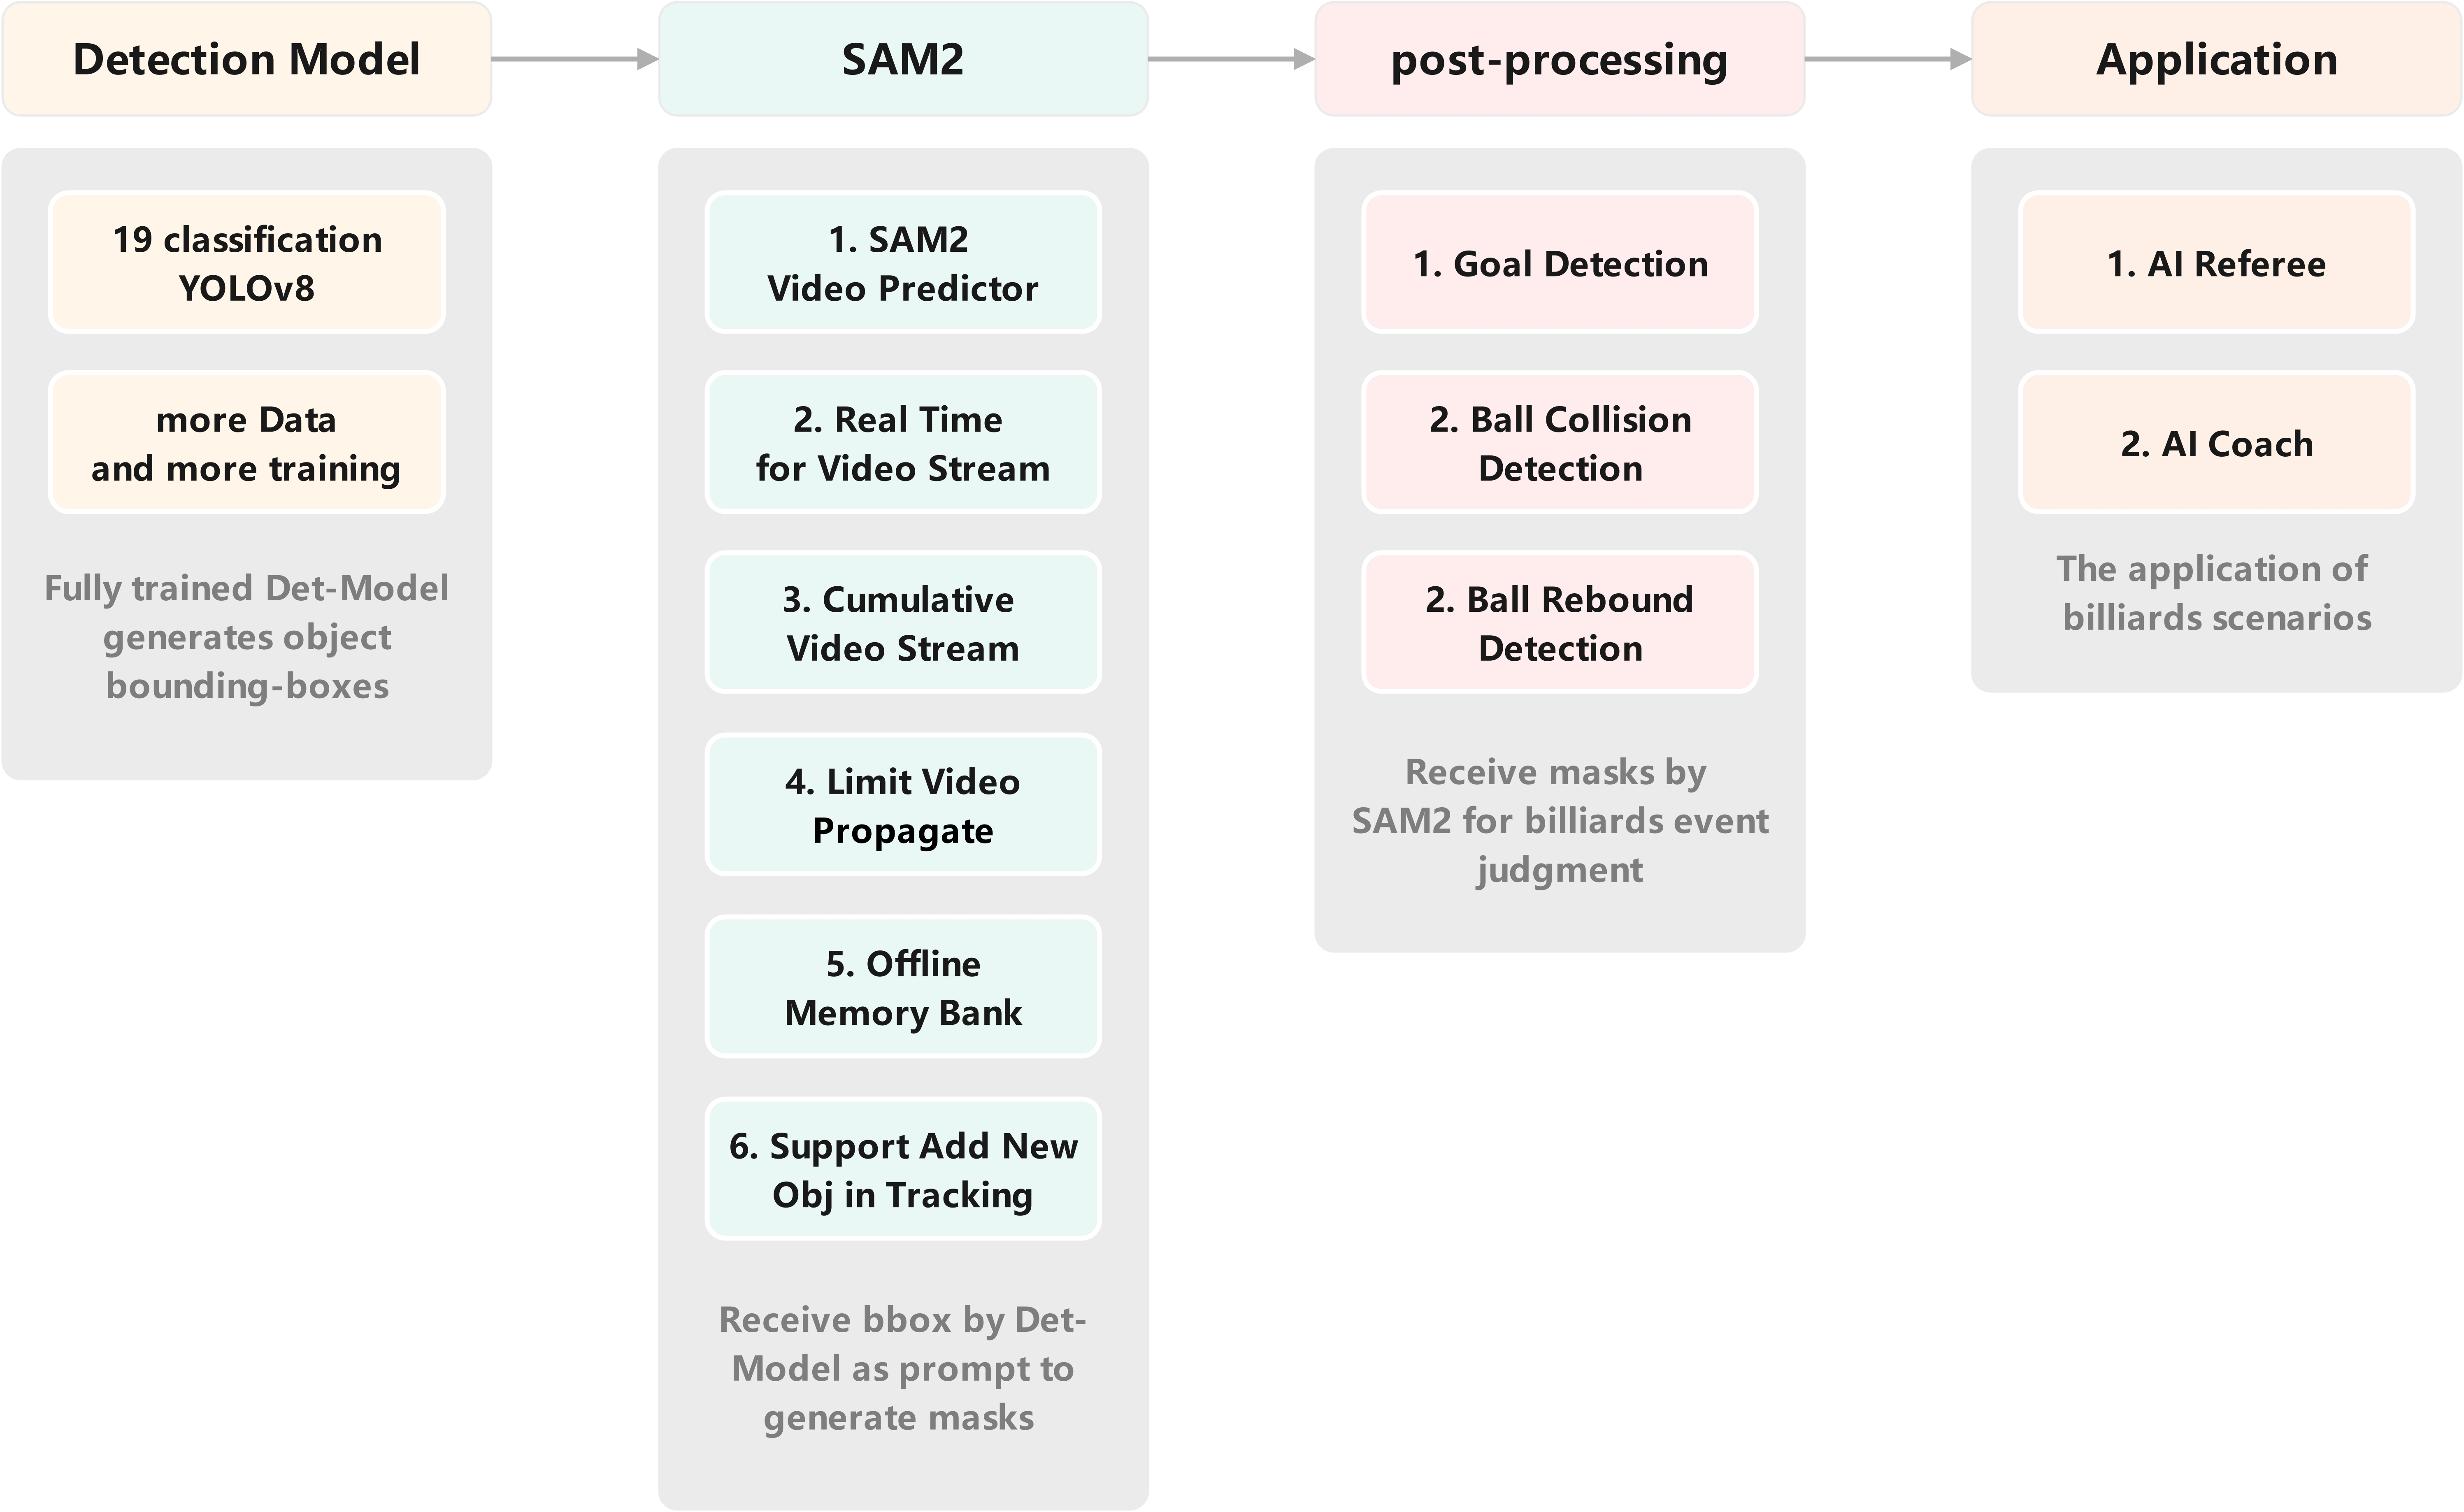 Detection Model
SAM2
post-processing
Application
19 classification
YOLOv8
more Data
and more training
Fully trained Det-Model
generates object
bounding-boxes
1. SAM2
Video Predictor
2. Real Time
for Video Stream
3. Cumulative
Video Stream
4. Limit Video
Propagate
5. Offline
Memory Bank
6. Support Add New
Obj in Tracking
Receive bbox by Det-
Model as prompt to
generate masks
1. Goal Detection
2. Ball Collision
Detection
2. Ball Rebound
Detection
Receive masks by
SAM2 for billiards event
judgment
1. AI Referee
2. AI Coach
The application of
billiards scenarios